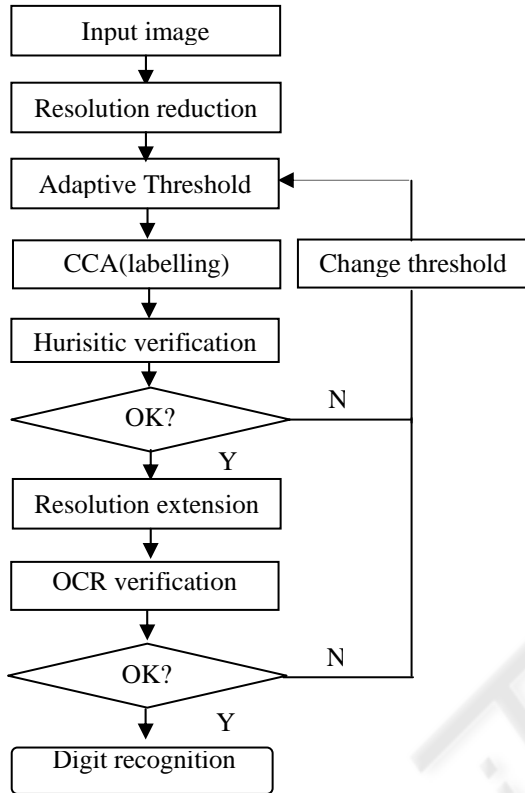 Input image
Resolution reduction
Adaptive Threshold
CCA(labelling)
Change threshold
Hurisitic verification
OK?
N
Y
Resolution extension
OCR verification
OK?
N
Y
Digit recognition